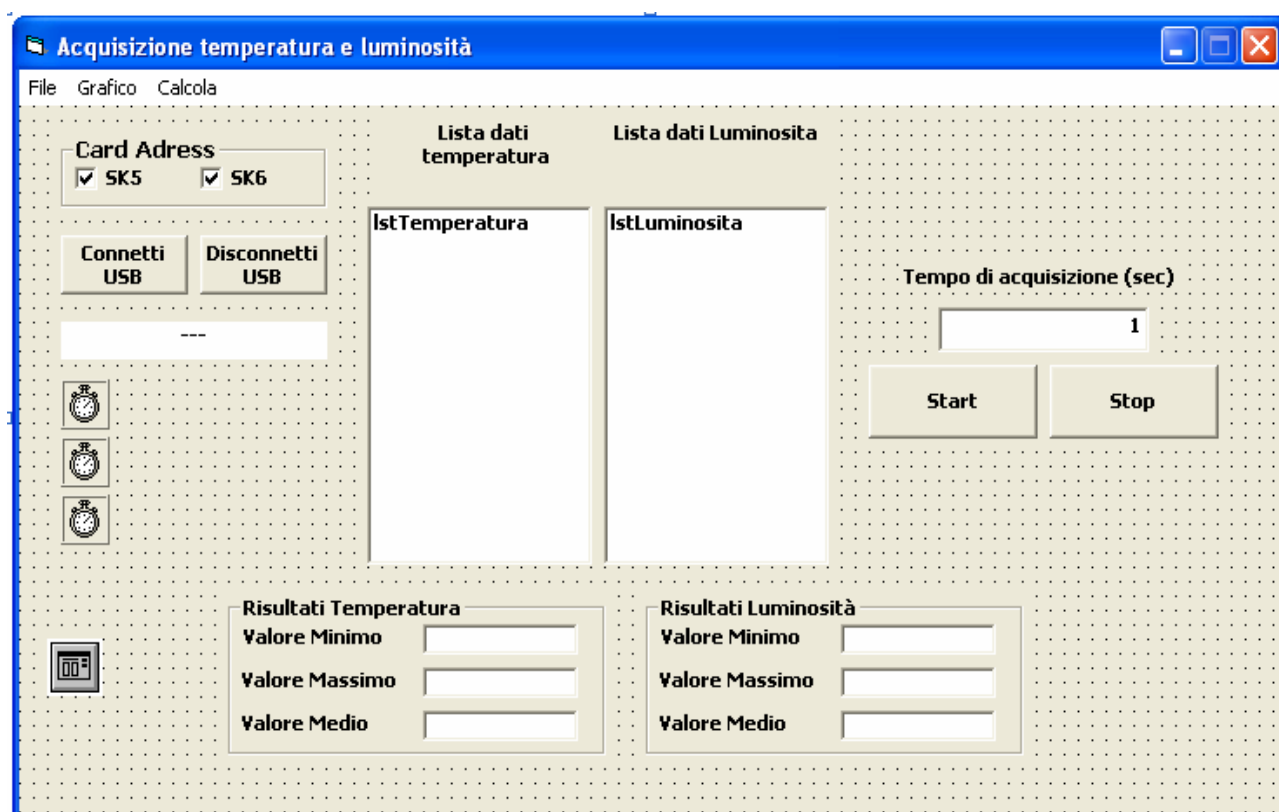 Acquisizione temperatura e luminosità
File Grafico Calcola
Card Adress
SK5 SK6
Connetti
USB
Disconnetti
USB
---
Lista dati
temperatura
lstTemperatura
Lista dati Luminosita
lstLuminosita
Tempo di acquisizione (sec)
1
Start Stop
Risultati Temperatura
Valore Minimo
Valore Massimo
Valore Medio
Risultati Luminosità
Valore Minimo
Valore Massimo
Valore Medio